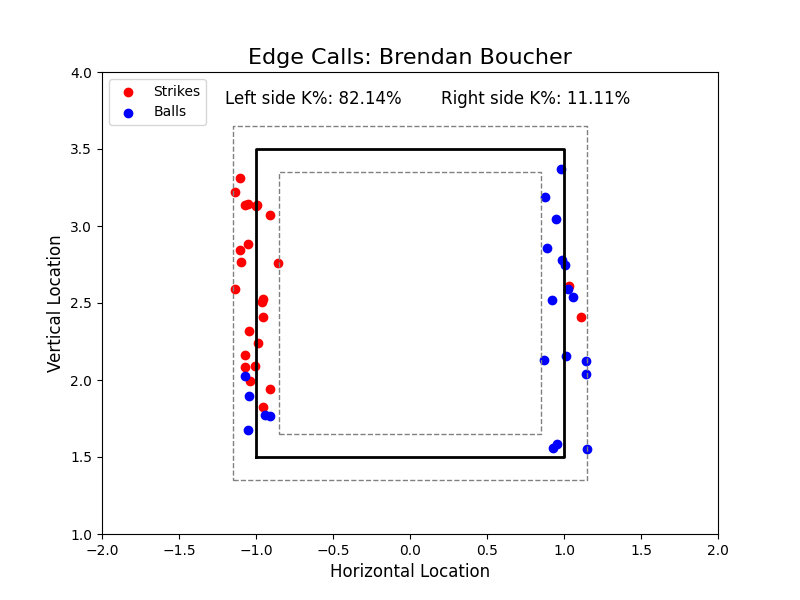 Edge Calls: Brendan Boucher
Strikes
Balls
Left side K%: 82.14%
Right side K%: 11.11%
4.0
3.5
3.0
2.5
2.0
1.5
1.0
Vertical Location
−2.0 −1.5 −1.0 −0.5 0.0 0.5 1.0 1.5 2.0
Horizontal Location